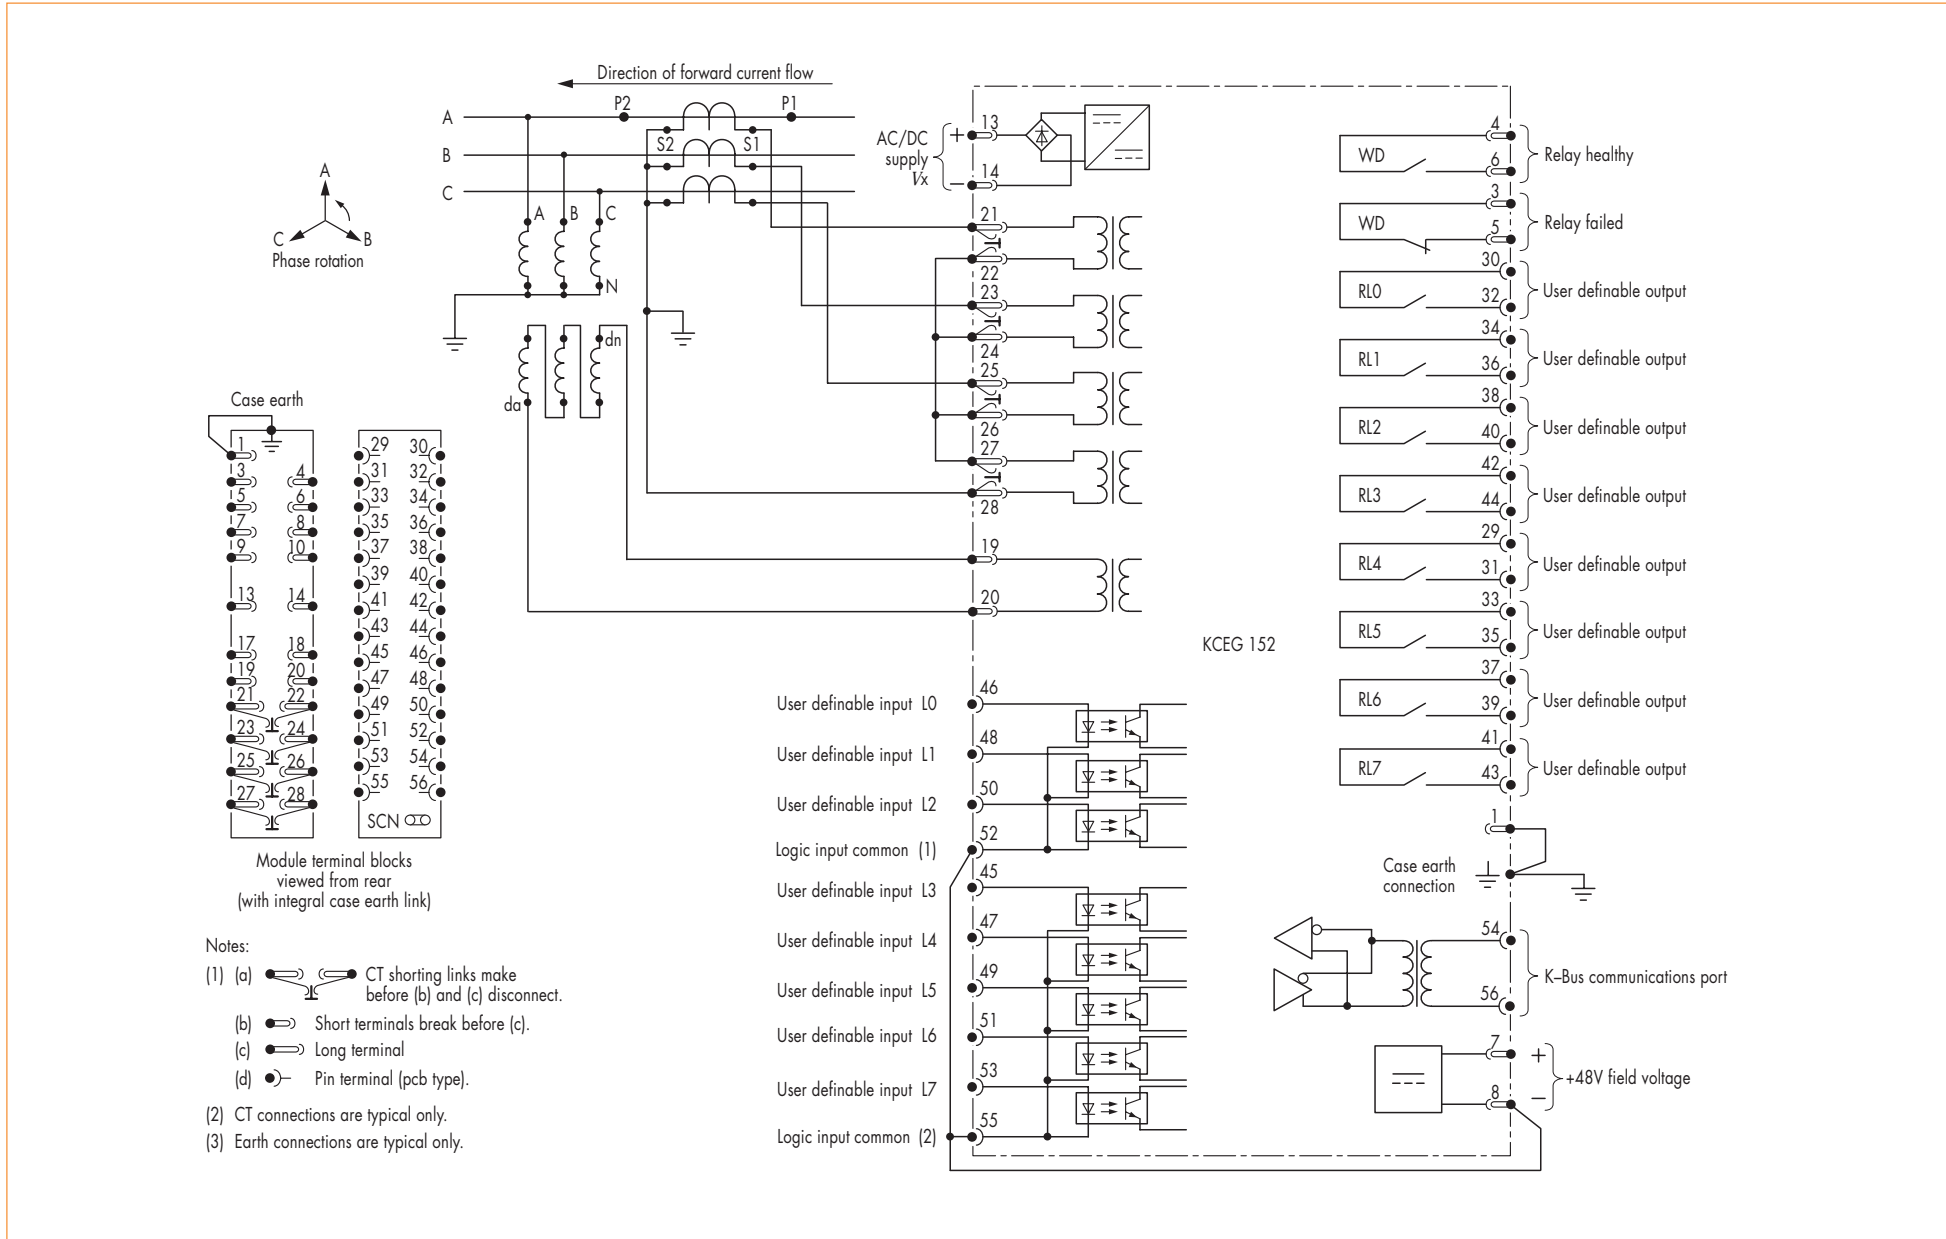 Direction of forward current flow
A
P2
P1
B
S2
S1
C
A
C
B
Phase rotation
A
B
C
N
dn
da
AC/DC
supply
Vx
+
13
−
14
21
22
23
24
25
26
27
28
19
20
KCEG 152
WD
4
6
Relay healthy
WD
3
5
Relay failed
RL0
30
32
User definable output
RL1
34
36
User definable output
RL2
38
40
User definable output
RL3
42
44
User definable output
RL4
29
31
User definable output
RL5
33
35
User definable output
RL6
37
39
User definable output
RL7
41
43
User definable output
1
Case earth
connection
54
56
K–Bus communications port
7
+
8
−
+48V field voltage
User definable input L0
46
User definable input L1
48
User definable input L2
50
Logic input common (1)
52
User definable input L3
45
User definable input L4
47
User definable input L5
49
User definable input L6
51
User definable input L7
53
Logic input common (2)
55
Case earth
1
3 4
5 6
7 8
9 10
13 14
17 18
19 20
21 22
23 24
25 26
27 28
29 30
31 32
33 34
35 36
37 38
39 40
41 42
43 44
45 46
47 48
49 50
51 52
53 54
55 56
SCN
Module terminal blocks
viewed from rear
(with integral case earth link)
Notes:
(1) (a) CT shorting links make
before (b) and (c) disconnect.
(b) Short terminals break before (c).
(c) Long terminal
(d) Pin terminal (pcb type).
(2) CT connections are typical only.
(3) Earth connections are typical only.